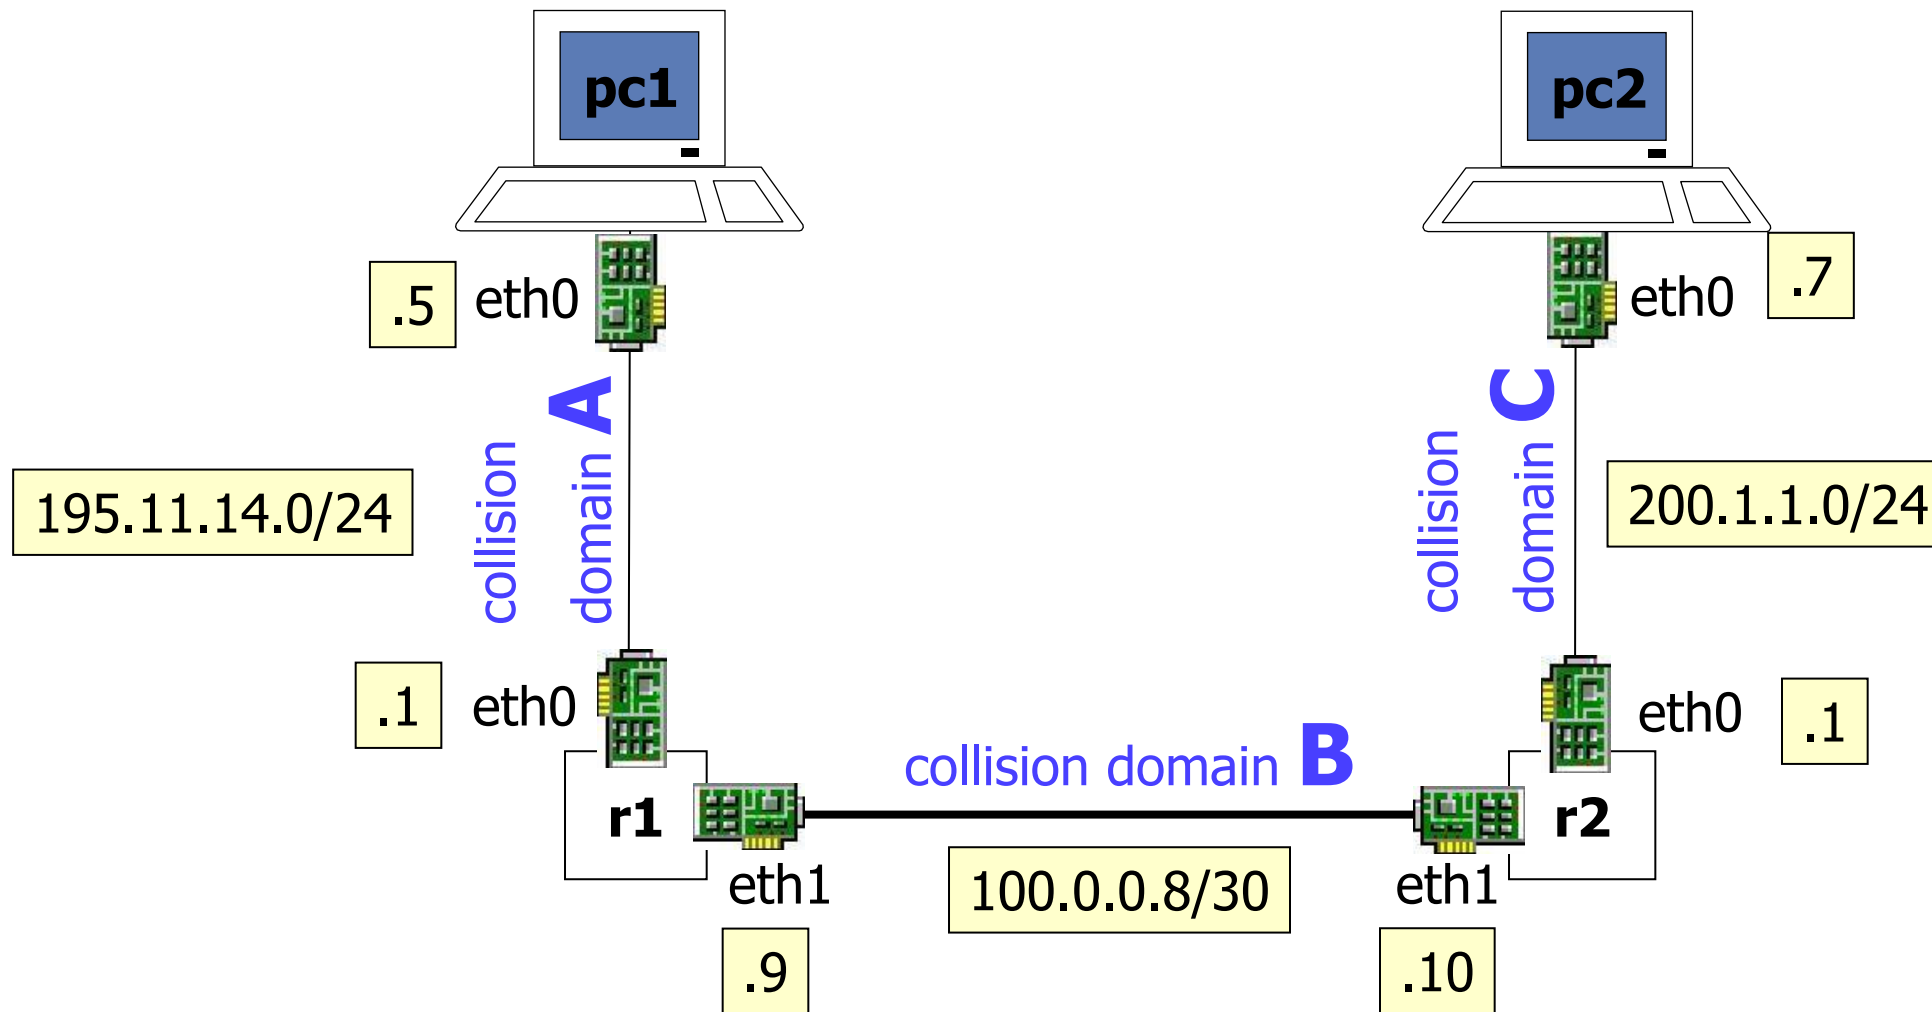 pc1
pc2
.5
eth0
eth0
.7
collision
domain A
collision
domain C
195.11.14.0/24
200.1.1.0/24
.1
eth0
eth0
.1
collision domain B
r1
r2
eth1
100.0.0.8/30
eth1
.9
.10